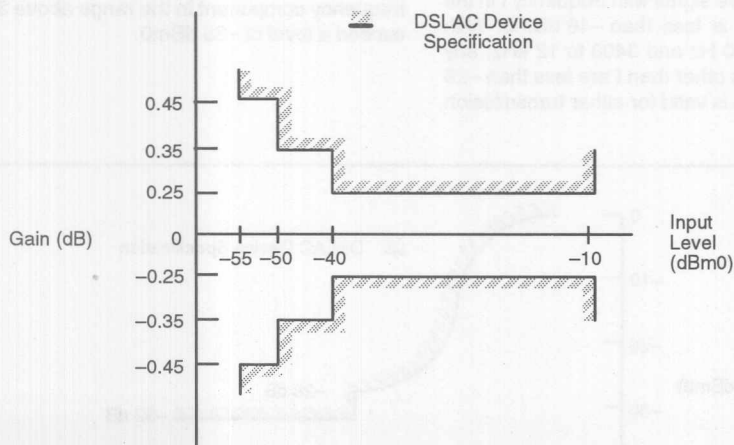 DSLAC Device
Specification
0.45
0.35
0.25
Gain (dB)
0
Input
Level
(dBm0)
−55
−50
−40
−10
−0.25
−0.35
−0.45